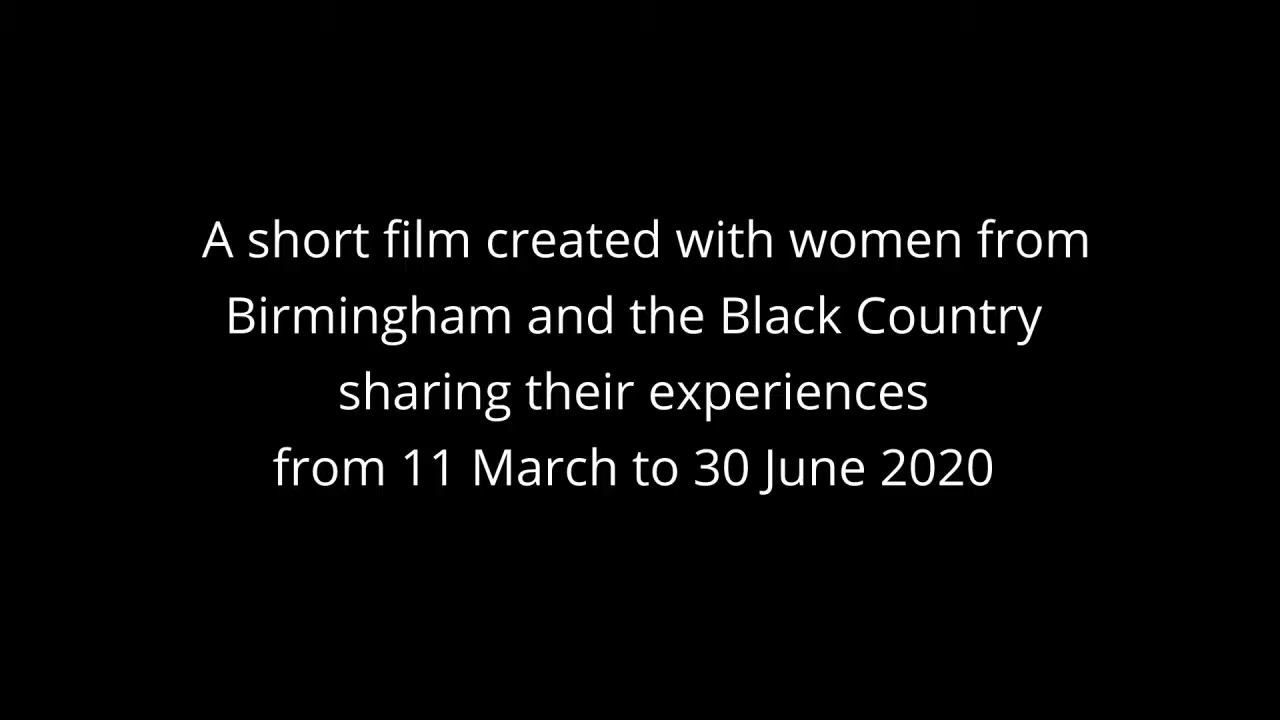 A short film created with women from
Birmingham and the Black Country
sharing their experiences
from 11 March to 30 June 2020